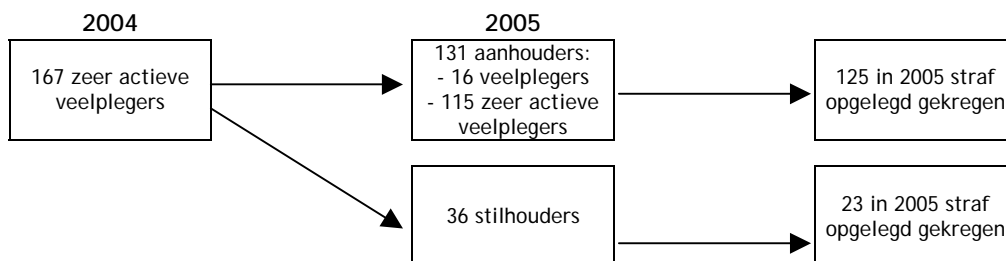 2004
2005
167 zeer actieve
veelplegers
131 aanhouders:
- 16 veelplegers
- 115 zeer actieve
veelplegers
125 in 2005 straf
opgelegd gekregen
36 stilhouders
23 in 2005 straf
opgelegd gekregen